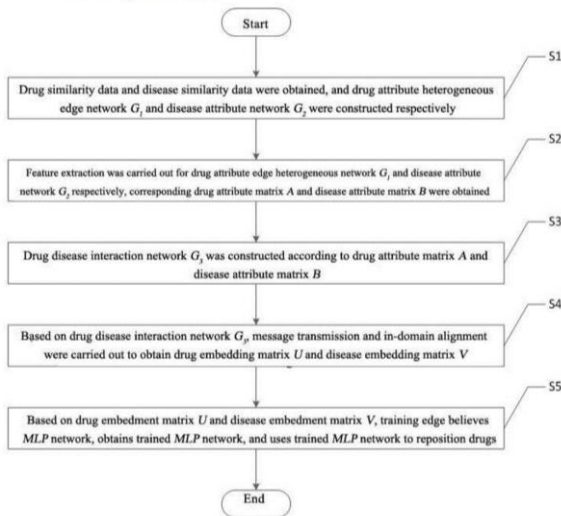 Start
S1
Drug similarity data and disease similarity data were obtained, and drug attribute heterogeneous
edge network G₁ and disease attribute network G₂ were constructed respectively
S2
Feature extraction was carried out for drug attribute edge heterogeneous network G₁ and disease attribute
network G₂ respectively, corresponding drug attribute matrix A and disease attribute matrix B were obtained
S3
Drug disease interaction network G₃ was constructed according to drug attribute matrix A and
disease attribute matrix B
S4
Based on drug disease interaction network G₃, message transmission and in-domain alignment
were carried out to obtain drug embedding matrix U and disease embedding matrix V
S5
Based on drug embedment matrix U and disease embedment matrix V, training edge believes
MLP network, obtains trained MLP network, and uses trained MLP network to reposition drugs
End